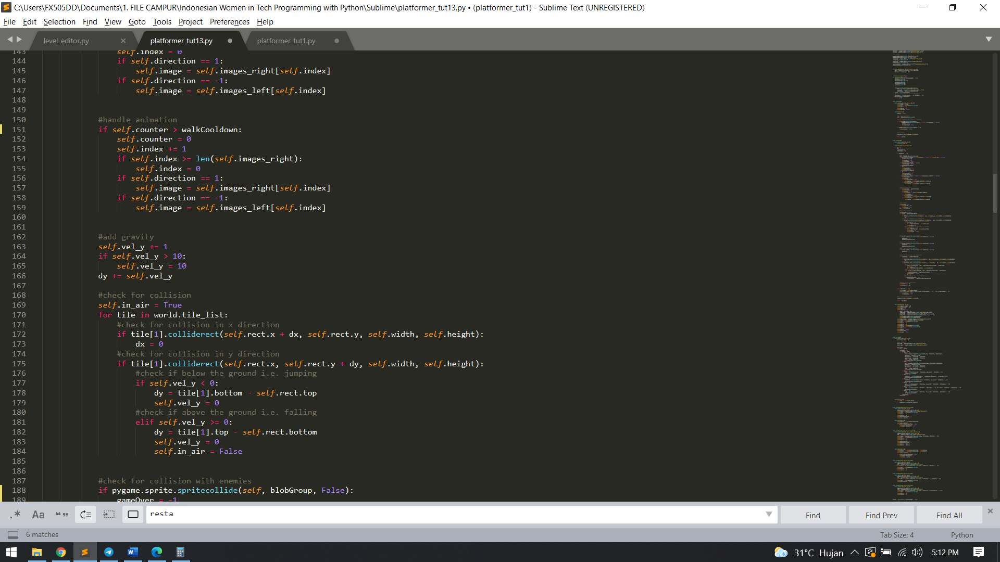 C:\Users\FX505DD\Documents\1. FILE CAMPUR\Indonesian Women in Tech Programming with Python\Sublime\platformer_tut13.py • (platformer_tut1) - Sublime Text (UNREGISTERED)
File Edit Selection Find View Goto Tools Project Preferences Help
level_editor.py platformer_tut13.py platformer_tut1.py
143 self.index = 0
144 if self.direction == 1:
145 self.image = self.images_right[self.index]
146 if self.direction == -1:
147 self.image = self.images_left[self.index]
148
149
150 #handle animation
151 if self.counter > walkCooldown:
152 self.counter = 0
153 self.index += 1
154 if self.index >= len(self.images_right):
155 self.index = 0
156 if self.direction == 1:
157 self.image = self.images_right[self.index]
158 if self.direction == -1:
159 self.image = self.images_left[self.index]
160
161
162 #add gravity
163 self.vel_y += 1
164 if self.vel_y > 10:
165 self.vel_y = 10
166 dy += self.vel_y
167
168 #check for collision
169 self.in_air = True
170 for tile in world.tile_list:
171 #check for collision in x direction
172 if tile[1].colliderect(self.rect.x + dx, self.rect.y, self.width, self.height):
173 dx = 0
174 #check for collision in y direction
175 if tile[1].colliderect(self.rect.x, self.rect.y + dy, self.width, self.height):
176 #check if below the ground i.e. jumping
177 if self.vel_y < 0:
178 dy = tile[1].bottom - self.rect.top
179 self.vel_y = 0
180 #check if above the ground i.e. falling
181 elif self.vel_y >= 0:
182 dy = tile[1].top - self.rect.bottom
183 self.vel_y = 0
184 self.in_air = False
185
186
187 #check for collision with enemies
188 if pygame.sprite.spritecollide(self, blobGroup, False):
189 gameOver = -1
.* Aa “” resta Find Find Prev Find All
6 matches Tab Size: 4 Python
31°C Hujan 5:12 PM